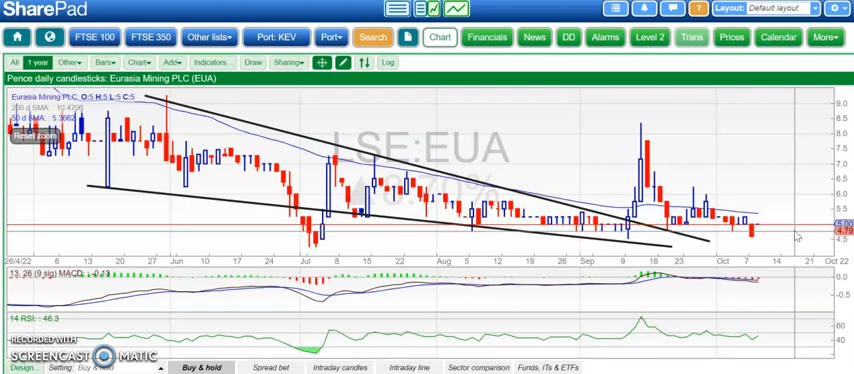 SharePad
Layout: Default layout
FTSE 100 FTSE 350 Other lists Port: KEV Port Search Chart Financials News DD Alarms Level 2 Trans Prices Calendar More
All 1 year Other Bars Chart Add Indicators Draw Sharing Log
Pence daily candlesticks: Eurasia Mining PLC (EUA)
Eurasia Mining PLC, O:5 H:5 L:5 C:5
200 d SMA : 10.4706
50 d SMA : 5.3662
Reset zoom
LSE:EUA
9.0
8.5
8.0
7.5
7.0
6.5
6.0
5.5
5.00
4.79
4.5
26/4/22 6 13 20 Jun 10 17 24 Jul 8 15 22 Aug 5 12 19 26 Sep 9 16 23 Oct 7 14 21 Oct 22
13, 26 (9 sig) MACD : -0.13
0.0
-0.5
14 RSI: : 46.3
60
40
RECORDED WITH
SCREENCAST MATIC
Design... Setting: Buy & hold Buy & hold Spread bet Intraday candles Intraday line Sector comparison Funds, ITs & ETFs